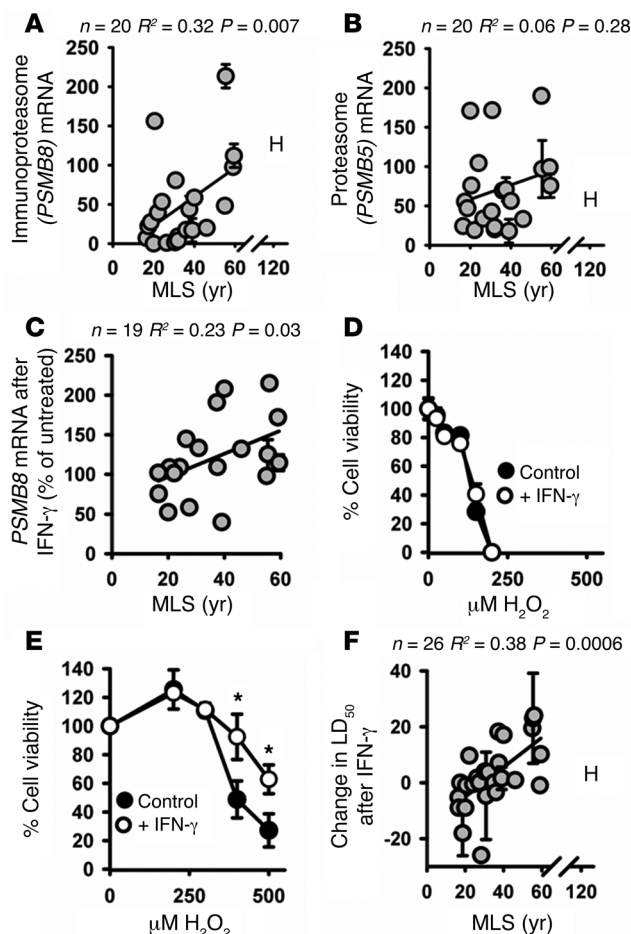 A
n = 20 R² = 0.32 P = 0.007
Immunoproteasome
(PSMB8) mRNA
250
200
150
100
50
0
H
0 20 40 60 120
MLS (yr)
B
n = 20 R² = 0.06 P = 0.28
Proteasome
(PSMB5) mRNA
250
200
150
100
50
0
H
0 20 40 60 120
MLS (yr)
C
n = 19 R² = 0.23 P = 0.03
PSMB8 mRNA after
IFN-γ (% of untreated)
250
200
150
100
50
0
0 20 40 60
MLS (yr)
D
% Cell viability
140
120
100
80
60
40
20
0
Control
+ IFN-γ
0 250 500
μM H₂O₂
E
% Cell viability
140
120
100
80
60
40
20
0
*
*
Control
+ IFN-γ
0 250 500
μM H₂O₂
F
n = 26 R² = 0.38 P = 0.0006
Change in LD₅₀
after IFN-γ
40
20
0
-20
H
0 20 40 60 120
MLS (yr)